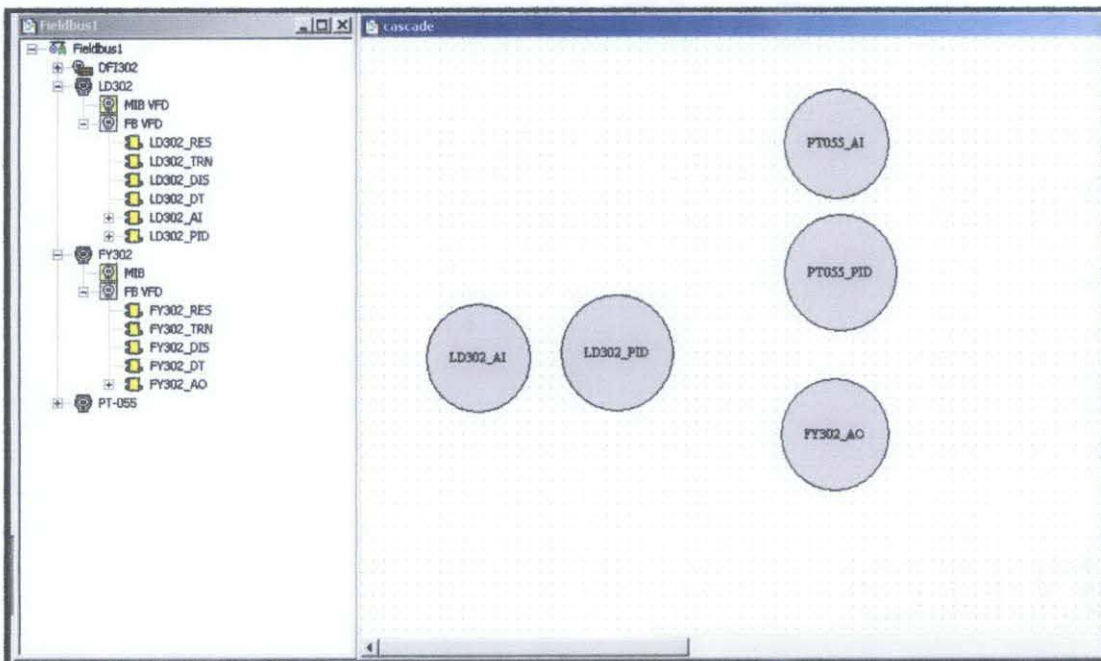 Fieldbus1
Fieldbus1
DFI302
LD302
MIB VFD
FB VFD
LD302_RES
LD302_TRN
LD302_DIS
LD302_DT
LD302_AI
LD302_PID
FY302
MIB
FB VFD
FY302_RES
FY302_TRN
FY302_DIS
FY302_DT
FY302_AO
PT-055
cascade
PT055_AI
PT055_PID
LD302_AI
LD302_PID
FY302_AO